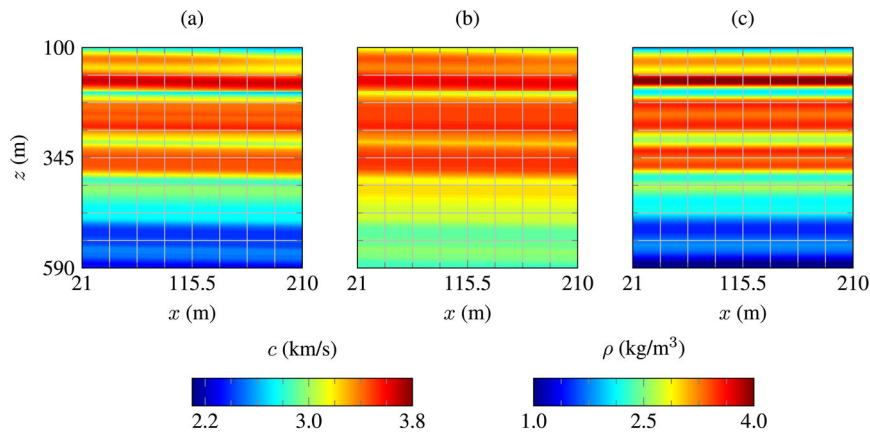 (a) (b) (c)
100
z (m)
345
590
21 115.5 210 21 115.5 210 21 115.5 210
x (m) x (m) x (m)
c (km/s) ρ (kg/m³)
2.2 3.0 3.8 1.0 2.5 4.0